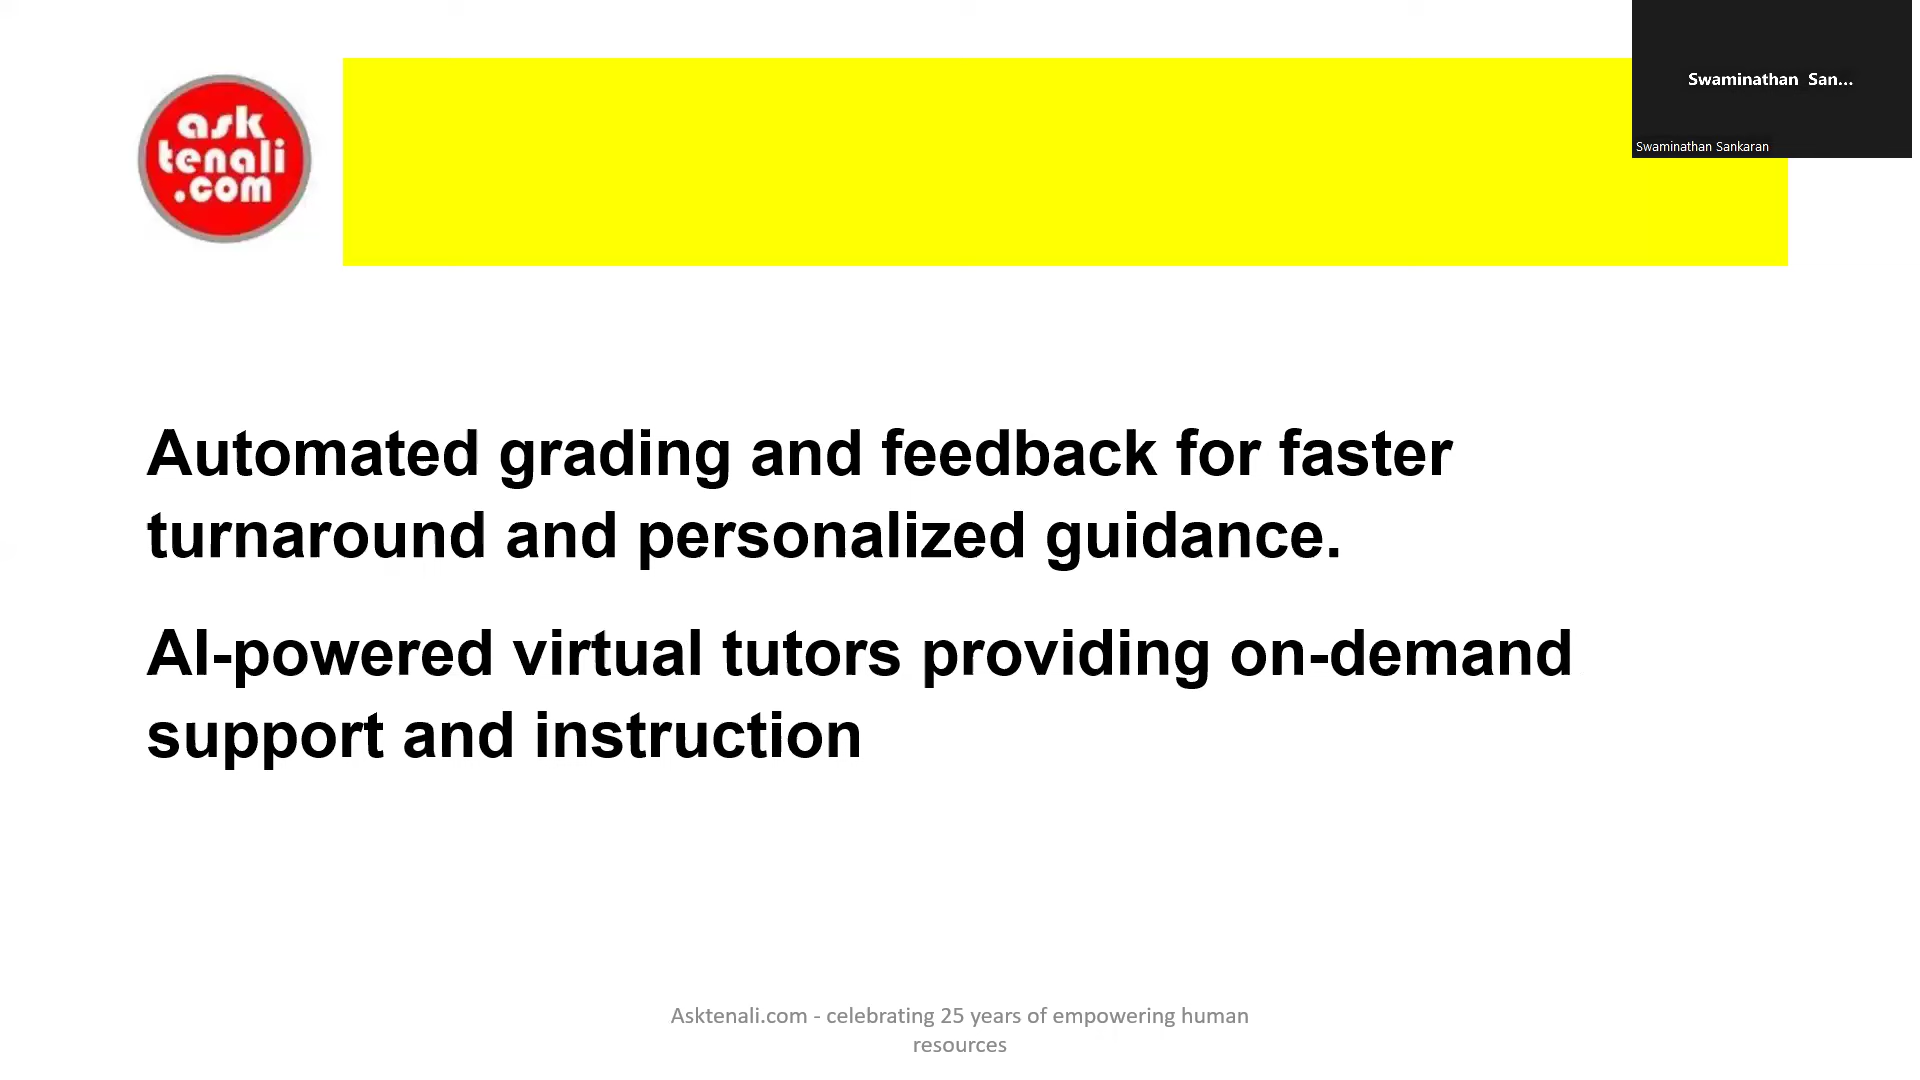 ask
tenali
.com
Swaminathan San...
Swaminathan Sankaran
Automated grading and feedback for faster
turnaround and personalized guidance.
AI-powered virtual tutors providing on-demand
support and instruction
Asktenali.com - celebrating 25 years of empowering human
resources